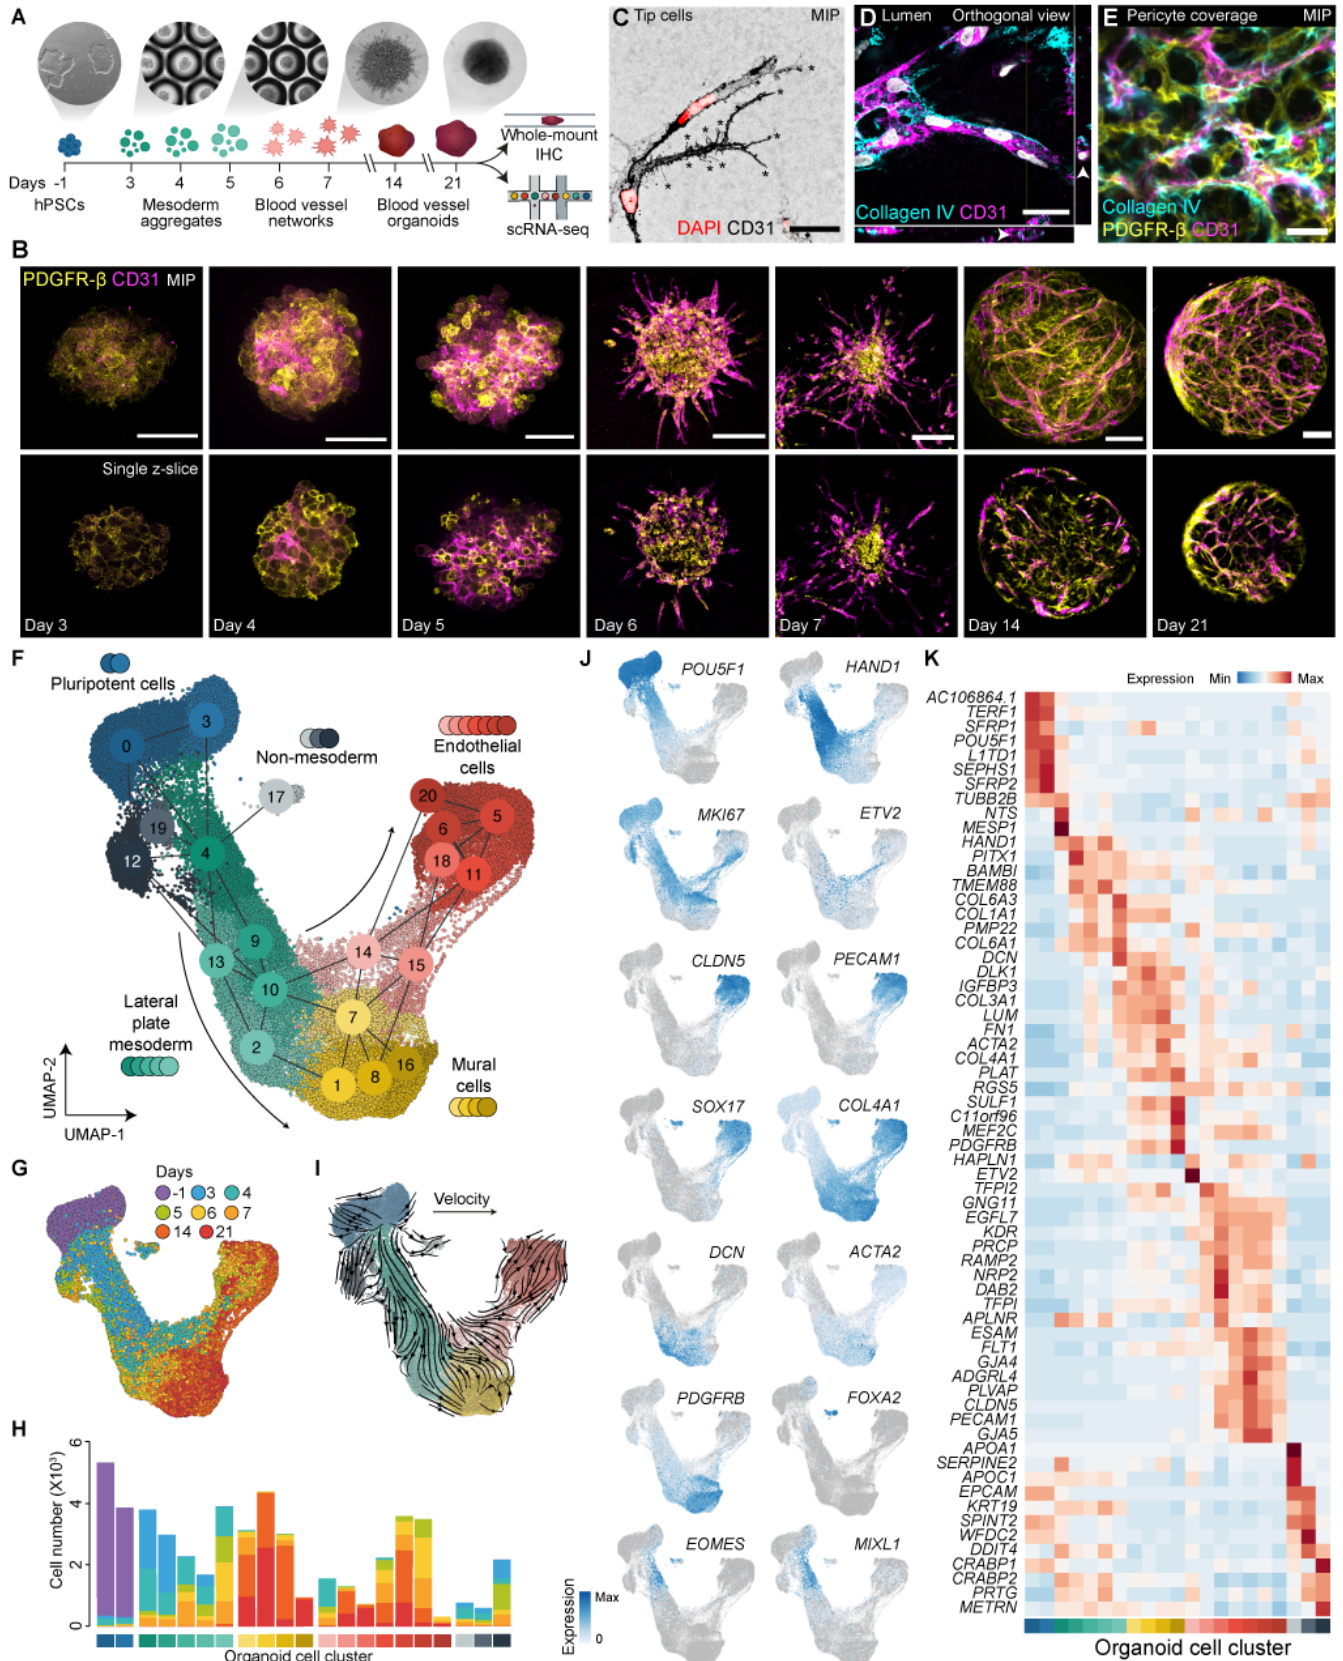 A
Days -1 3 4 5 6 7 14 21
hPSCs
Mesoderm
aggregates
Blood vessel
networks
Blood vessel
organoids
Whole-mount
IHC
scRNA-seq
C Tip cells MIP
DAPI CD31
D Lumen Orthogonal view
Collagen IV CD31
E Pericyte coverage MIP
Collagen IV
PDGFR-β CD31
B
PDGFR-β CD31 MIP
Single z-slice
Day 3
Day 4
Day 5
Day 6
Day 7
Day 14
Day 21
F
Pluripotent cells
Non-mesoderm
Endothelial
cells
Lateral
plate
mesoderm
Mural
cells
0
3
17
19
12
4
20
5
6
18
11
9
13
14
15
10
7
2
16
1
8
UMAP-2
UMAP-1
G
Days
-1 3 4
5 6 7
14 21
I
Velocity
H
Cell number (X10³)
6
4
2
0
Organoid cell cluster
J
POU5F1
HAND1
MKI67
ETV2
CLDN5
PECAM1
SOX17
COL4A1
DCN
ACTA2
PDGFRB
FOXA2
EOMES
MIXL1
Expression
Max
0
K
Expression Min Max
AC106864.1
TERF1
SFRP1
POU5F1
L1TD1
SEPHS1
SFRP2
TUBB2B
NTS
MESP1
HAND1
PITX1
BAMBI
TMEM88
COL6A3
COL1A1
PMP22
COL6A1
DCN
DLK1
IGFBP3
COL3A1
LUM
FN1
ACTA2
COL4A1
PLAT
RGS5
SULF1
C11orf96
MEF2C
PDGFRB
HAPLN1
ETV2
TFPI2
GNG11
EGFL7
KDR
PRCP
RAMP2
NRP2
DAB2
TFPI
APLNR
ESAM
FLT1
GJA4
ADGRL4
PLVAP
CLDN5
PECAM1
GJA5
APOA1
SERPINE2
APOC1
EPCAM
KRT19
SPINT2
WFDC2
DDIT4
CRABP1
CRABP2
PRTG
METRN
Organoid cell cluster